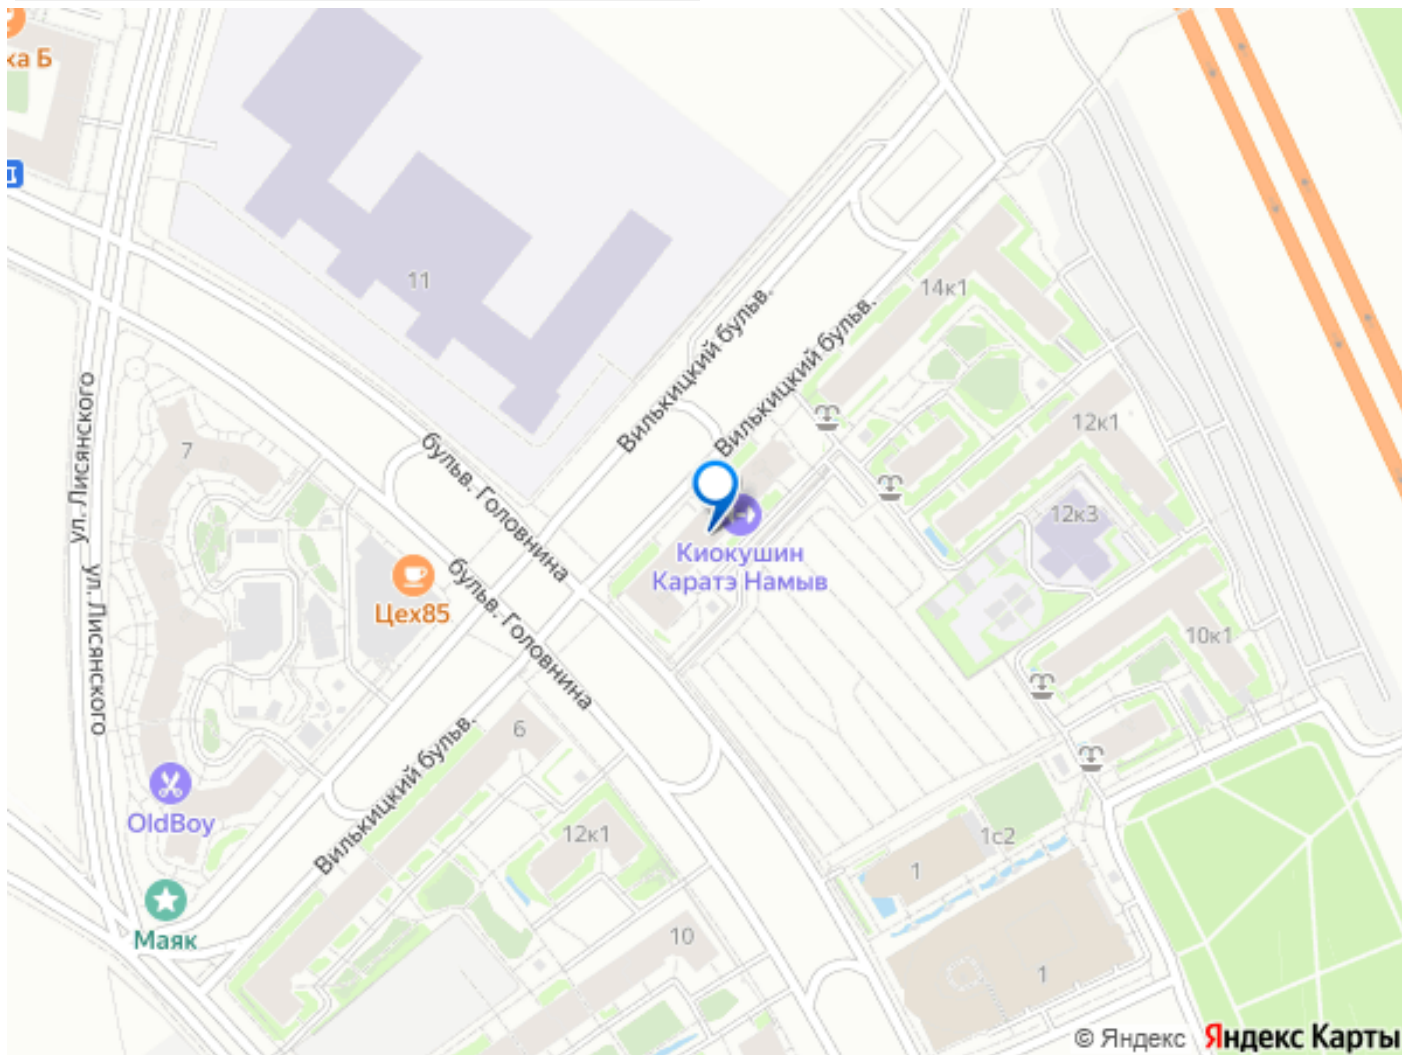 ка Б
11
14к1
Вилькицкий бульв.
Вилькицкий бульв.
ул. Лисянского
7
бульв. Головнина
12к1
12к3
Киокушин
Каратэ Намыв
Цех85
бульв. Головнина
ул. Лисянского
10к1
6
Вилькицкий бульв.
OldBoy
12к1
1с2
1
Маяк
10
1
© Яндекс Яндекс Карты